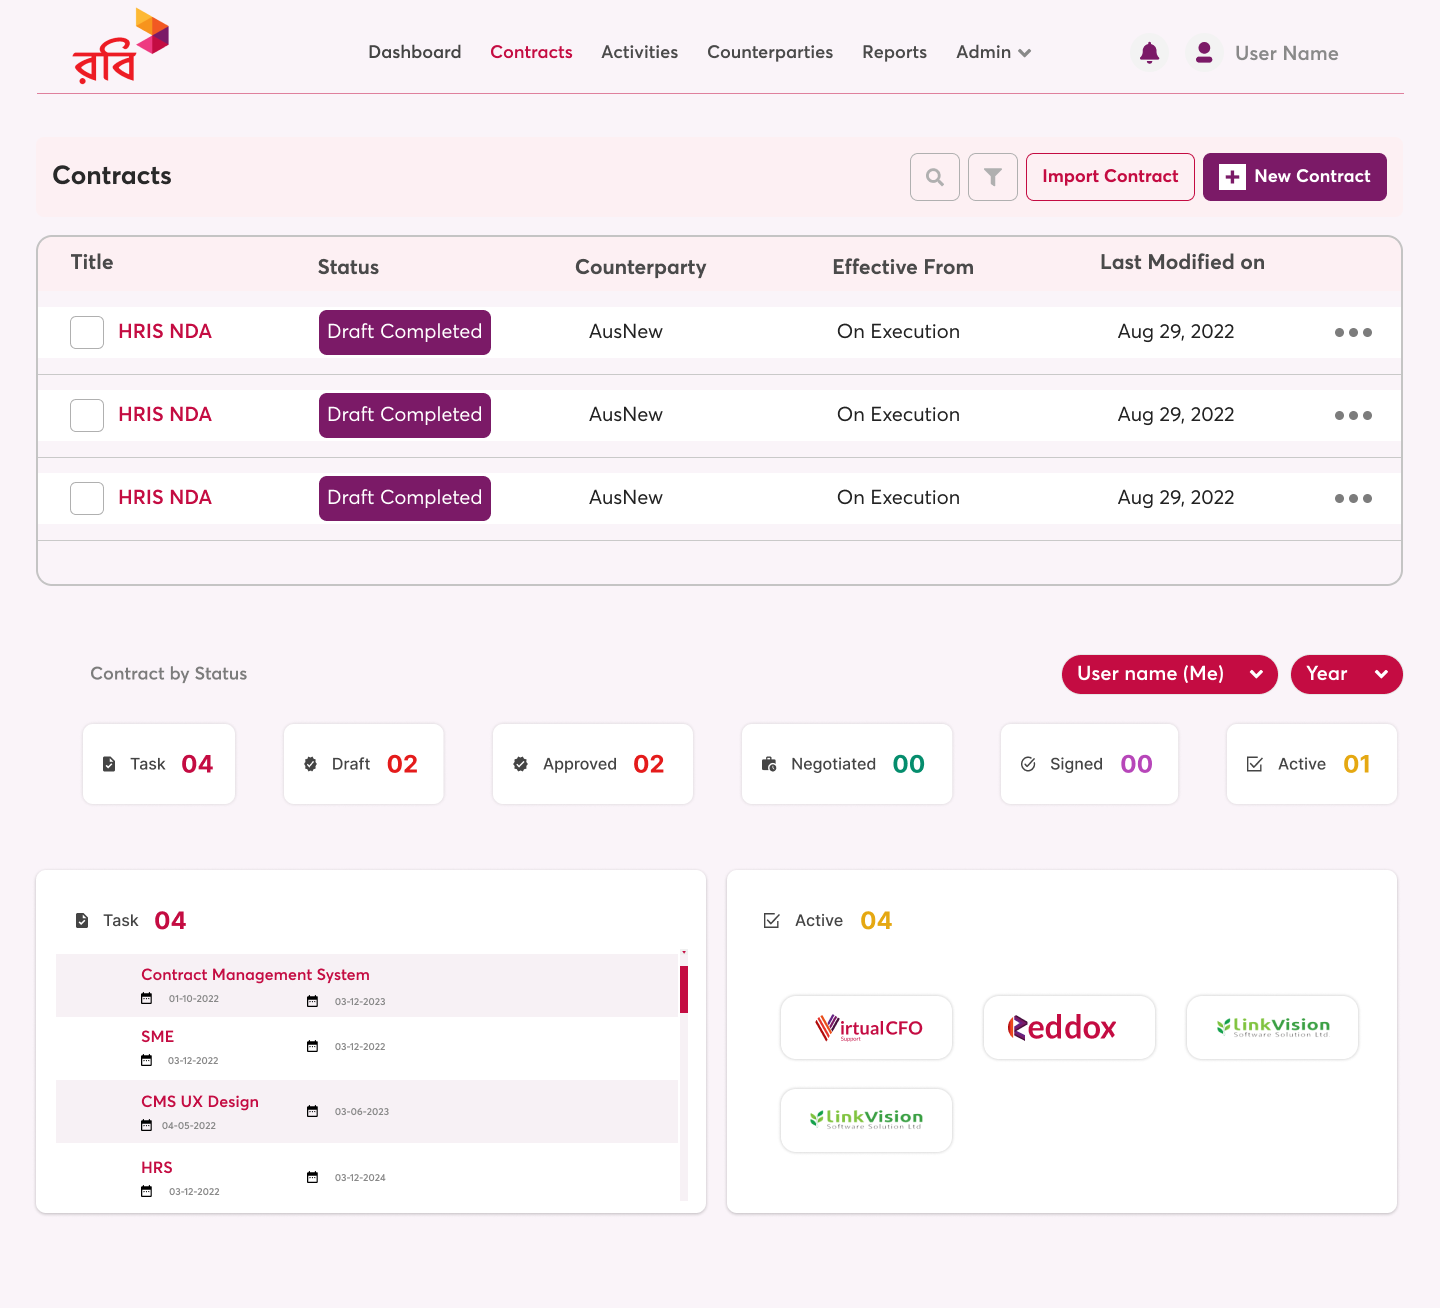 রবি
Dashboard Contracts Activities Counterparties Reports Admin User Name
Contracts Import Contract New Contract
Title Status Counterparty Effective From Last Modified on
HRIS NDA Draft Completed AusNew On Execution Aug 29, 2022
HRIS NDA Draft Completed AusNew On Execution Aug 29, 2022
HRIS NDA Draft Completed AusNew On Execution Aug 29, 2022
Contract by Status User name (Me) Year
Task 04 Draft 02 Approved 02 Negotiated 00 Signed 00 Active 01
Task 04
Contract Management System
01-10-2022 03-12-2023
SME
03-12-2022 03-12-2022
CMS UX Design
04-05-2022 03-06-2023
HRS
03-12-2022 03-12-2024
Active 04
VirtualCFO
Support
Reddox
LinkVision
Software Solution Ltd
LinkVision
Software Solution Ltd